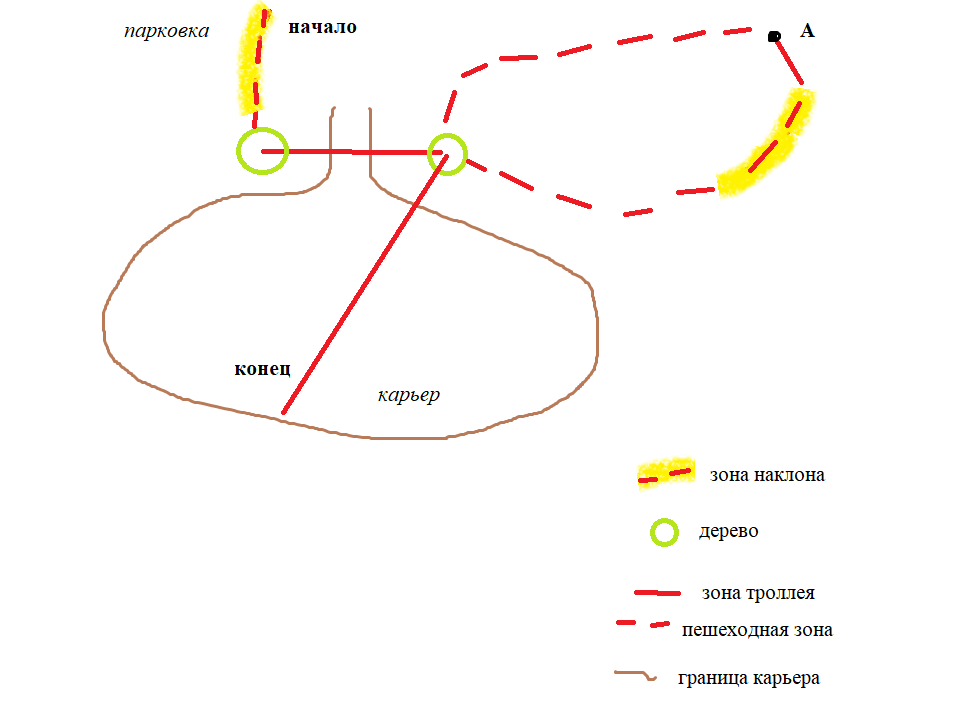 парковка
начало
А
конец
карьер
зона наклона
дерево
зона троллея
пешеходная зона
граница карьера